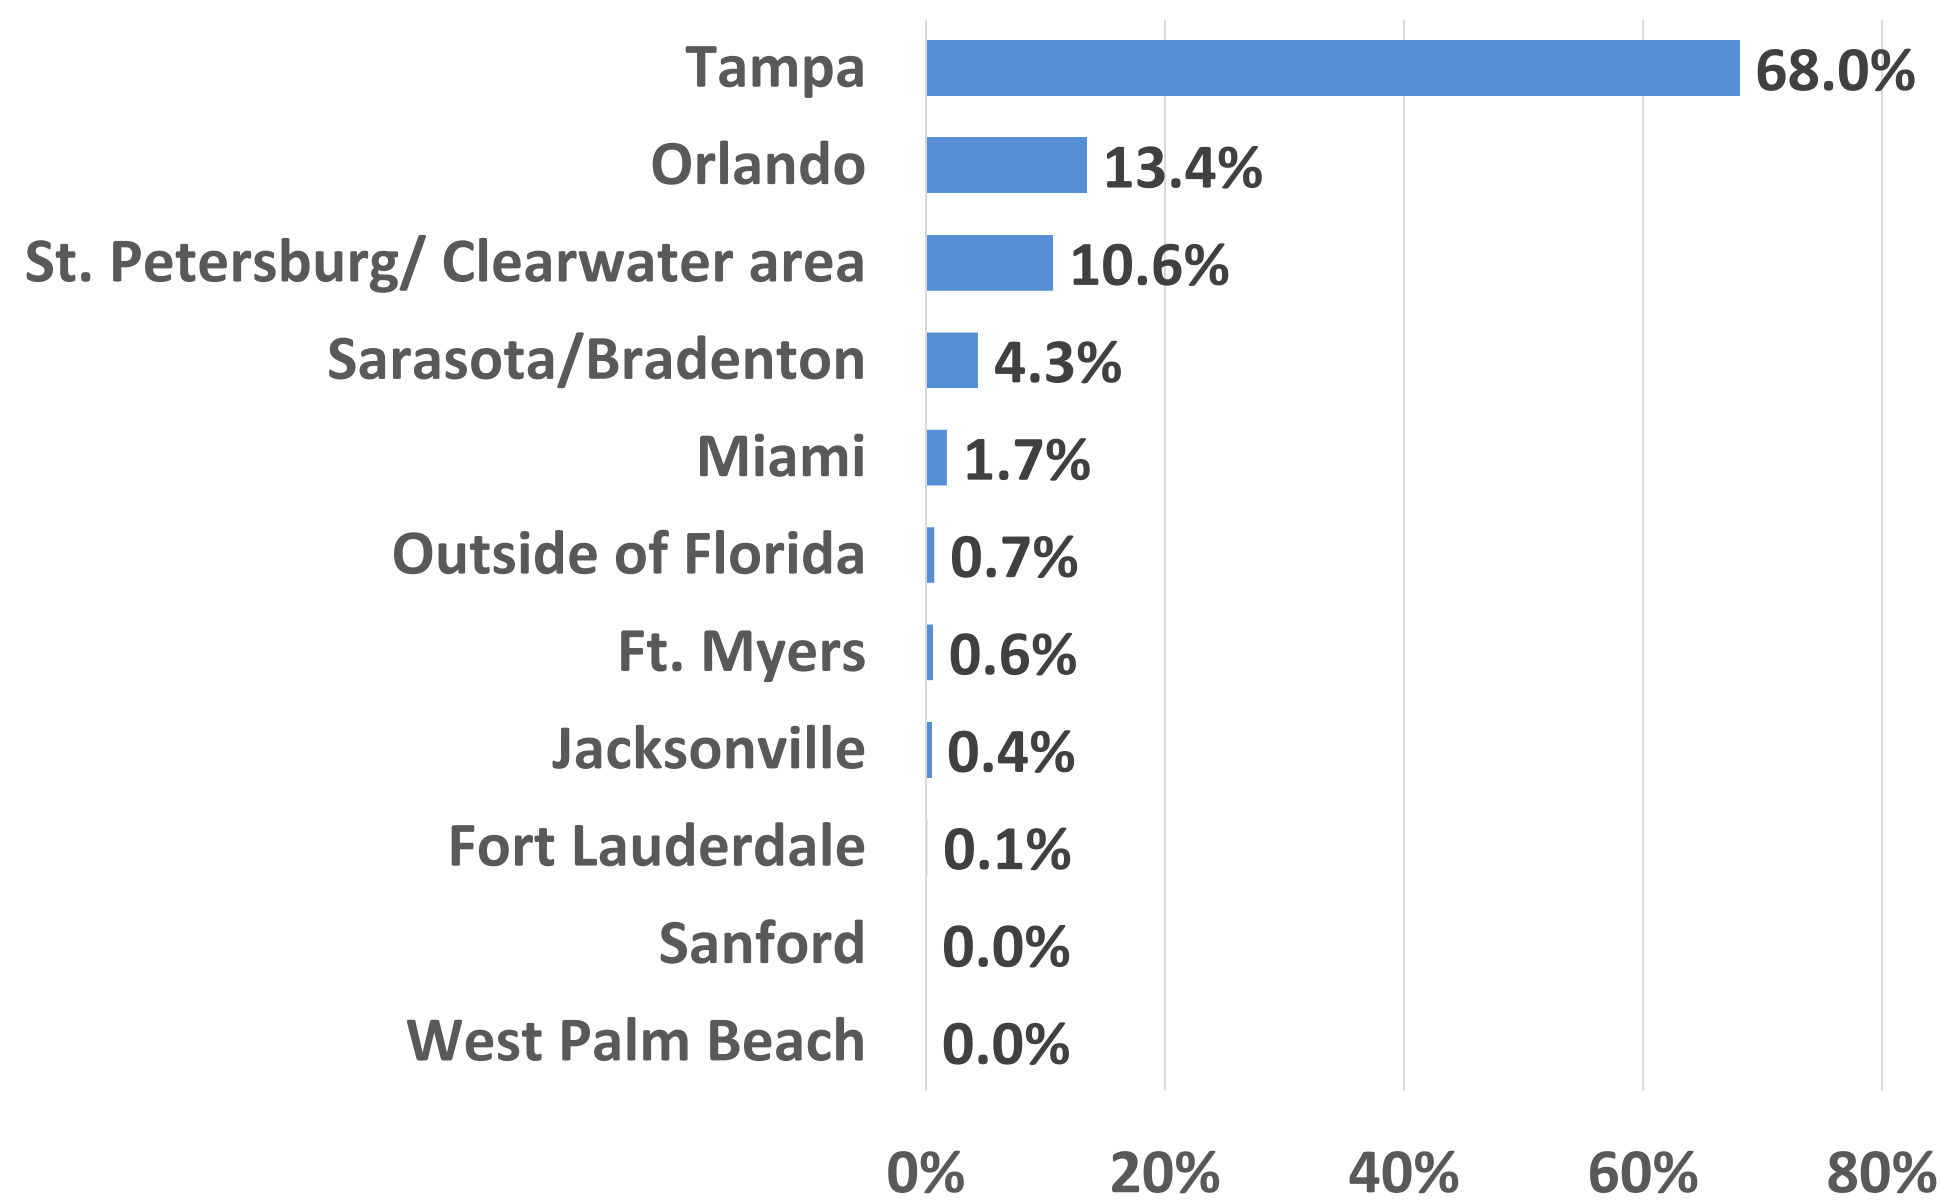 Tampa 68.0%
Orlando 13.4%
St. Petersburg/ Clearwater area 10.6%
Sarasota/Bradenton 4.3%
Miami 1.7%
Outside of Florida 0.7%
Ft. Myers 0.6%
Jacksonville 0.4%
Fort Lauderdale 0.1%
Sanford 0.0%
West Palm Beach 0.0%
0% 20% 40% 60% 80%